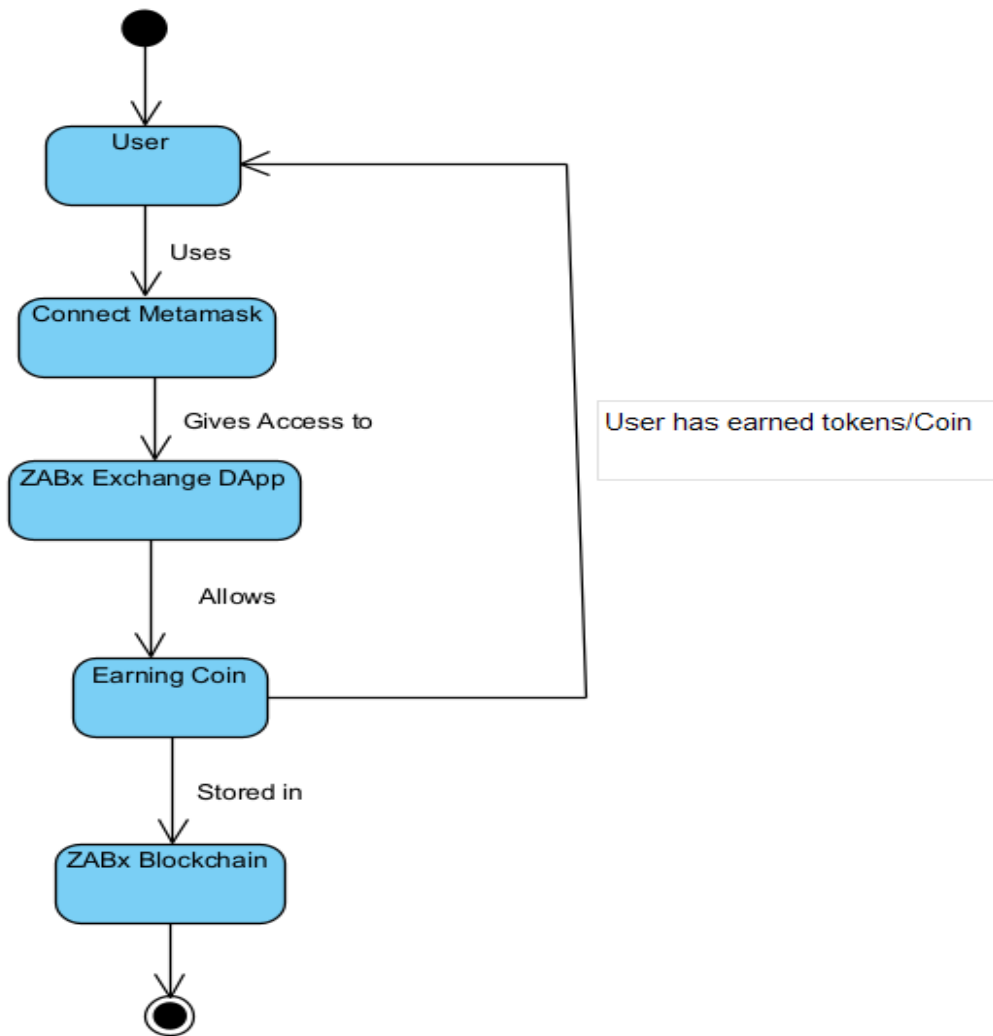 User
Uses
Connect Metamask
Gives Access to
User has earned tokens/Coin
ZABx Exchange DApp
Allows
Earning Coin
Stored in
ZABx Blockchain